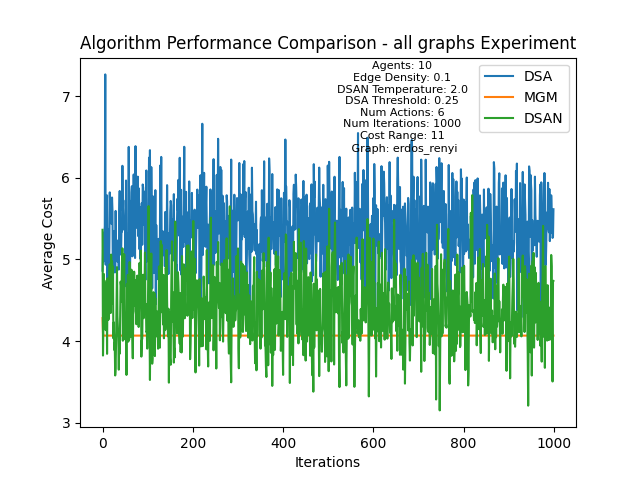 Algorithm Performance Comparison - all graphs Experiment
Agents: 10
Edge Density: 0.1
DSAN Temperature: 2.0
DSA Threshold: 0.25
Num Actions: 6
Num Iterations: 1000
Cost Range: 11
Graph: erdos_renyi
DSA
MGM
DSAN
Average Cost
7
6
5
4
3
0
200
400
600
800
1000
Iterations